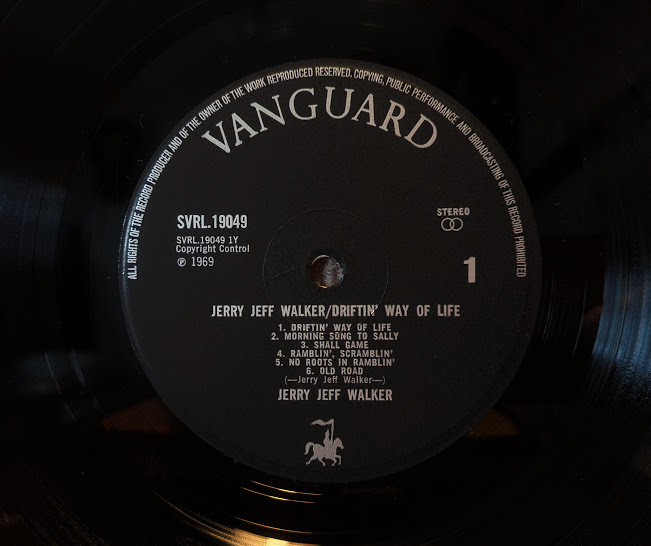 ALL RIGHTS OF THE RECORD PRODUCER AND OF THE OWNER OF THE WORK REPRODUCED RESERVED. COPYING, PUBLIC PERFORMANCE AND BROADCASTING OF THIS RECORD PROHIBITED
VANGUARD
SVRL.19049
STEREO
SVRL.19049 1Y
Copyright Control
℗ 1969
1
JERRY JEFF WALKER/DRIFTIN' WAY OF LIFE
1. DRIFTIN' WAY OF LIFE
2. MORNING SONG TO SALLY
3. SHALL GAME
4. RAMBLIN', SCRAMBLIN'
5. NO ROOTS IN RAMBLIN'
6. OLD ROAD
(—Jerry Jeff Walker—)
JERRY JEFF WALKER